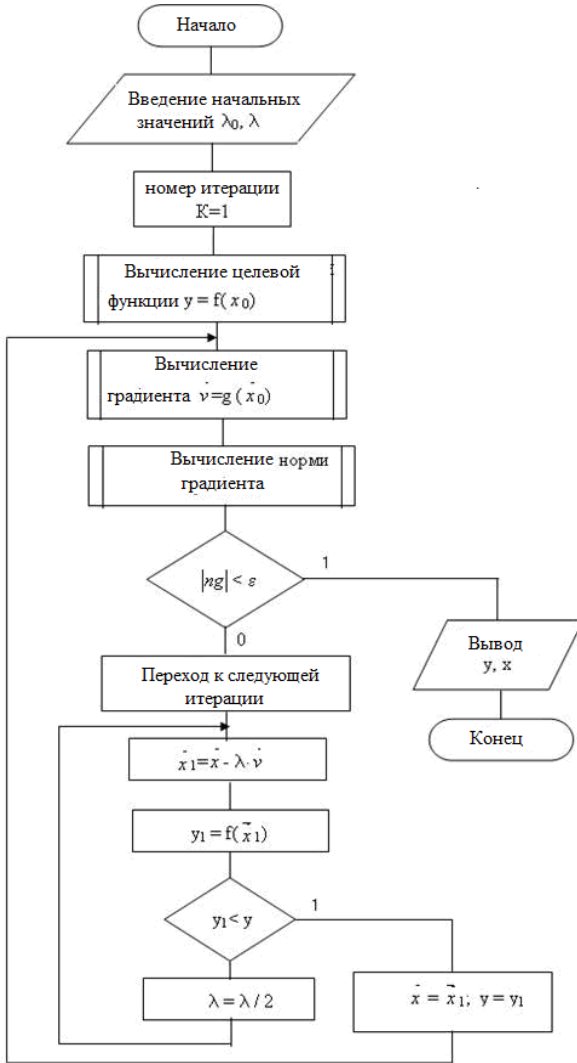 Начало
Введение начальных
значений λ₀, λ
номер итерации
K=1
Вычисление целевой
функции y = f( x₀)
Вычисление
градиента v=g ( x₀)
Вычисление норми
градиента
|ng| < ε
1
0
Вывод
y, x
Переход к следующей
итерации
Конец
x₁=x - λ· v
y₁ = f( x₁)
y₁< y
1
λ = λ / 2
x = x₁; y = y₁